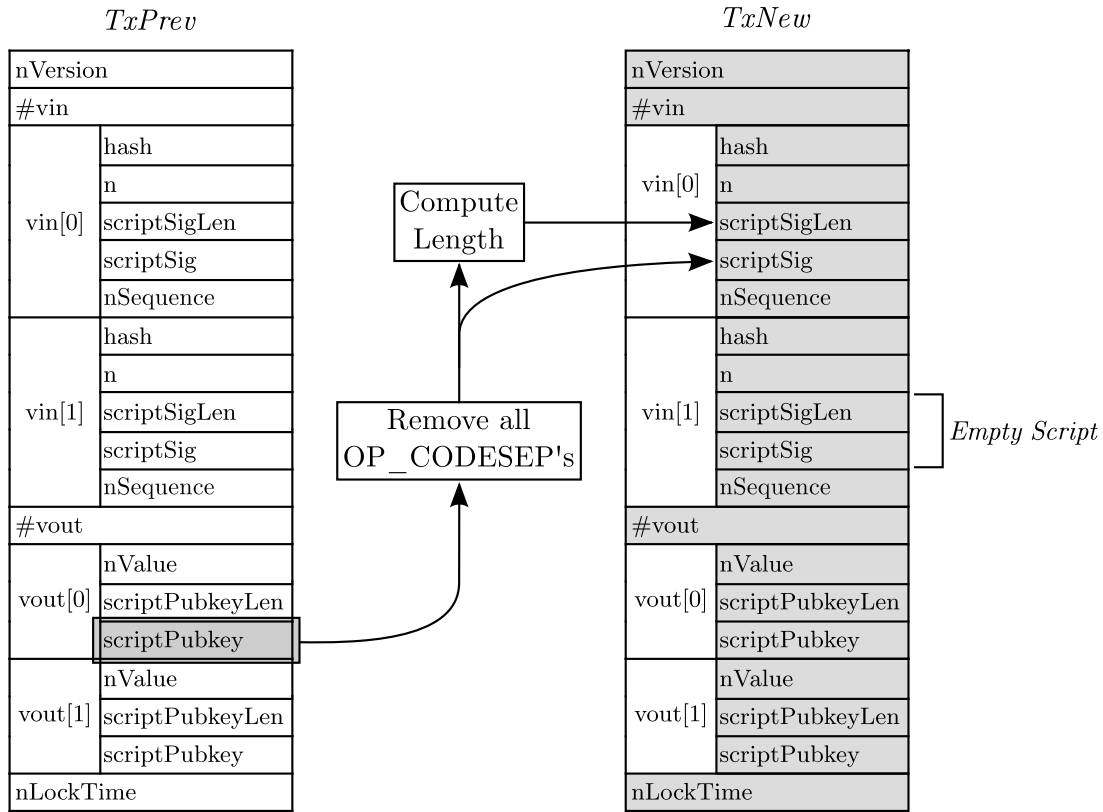 TxPrev
nVersion
#vin
vin[0]
hash
n
scriptSigLen
scriptSig
nSequence
vin[1]
hash
n
scriptSigLen
scriptSig
nSequence
#vout
vout[0]
nValue
scriptPubkeyLen
scriptPubkey
vout[1]
nValue
scriptPubkeyLen
scriptPubkey
nLockTime
Compute
Length
Remove all
OP_CODESEP's
TxNew
nVersion
#vin
vin[0]
hash
n
scriptSigLen
scriptSig
nSequence
vin[1]
hash
n
scriptSigLen
scriptSig
nSequence
Empty Script
#vout
vout[0]
nValue
scriptPubkeyLen
scriptPubkey
vout[1]
nValue
scriptPubkeyLen
scriptPubkey
nLockTime